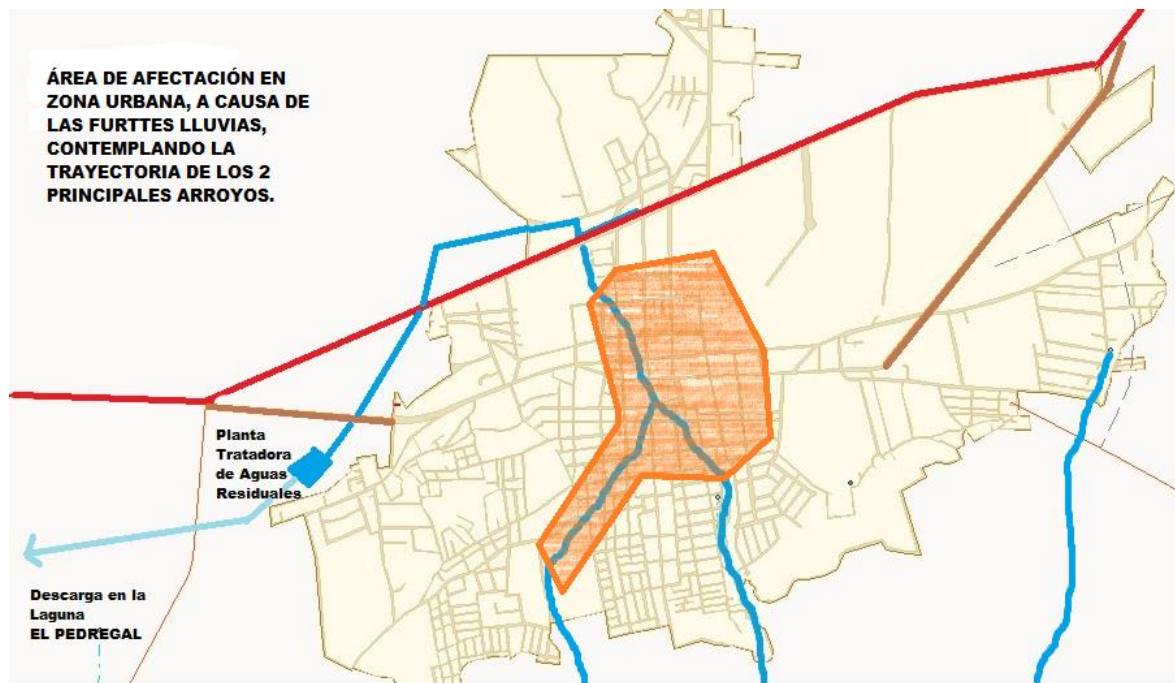 ÁREA DE AFECTACIÓN EN
ZONA URBANA, A CAUSA DE
LAS FURTTES LLUVIAS,
CONTEMPLANDO LA
TRAYECTORIA DE LOS 2
PRINCIPALES ARROYOS.
Planta
Tratadora
de Aguas
Residuales
Descarga en la
Laguna
EL PEDREGAL